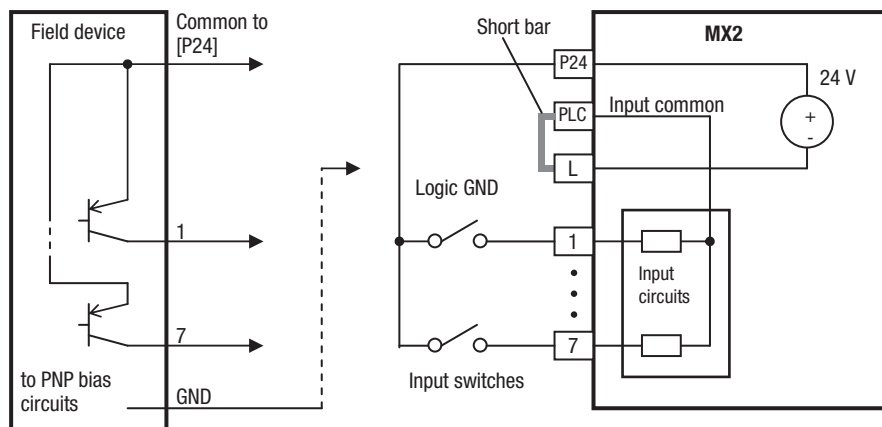 Field device
Common to
[P24]
1
7
to PNP bias
circuits
GND
Short bar
MX2
P24
24 V
PLC
Input common
+
-
L
Logic GND
1
Input
circuits
7
Input switches